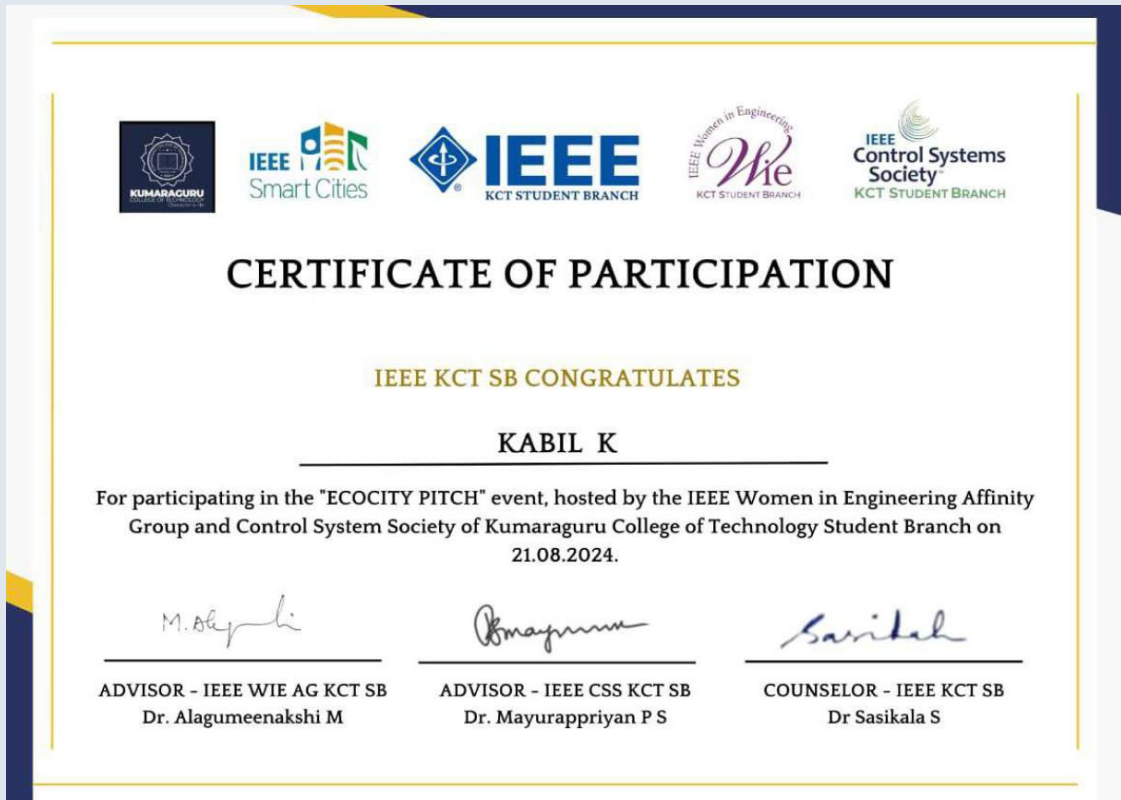 KUMARAGURU
COLLEGE OF TECHNOLOGY
IEEE
Smart Cities
IEEE
KCT STUDENT BRANCH
IEEE Women in Engineering
Wie
KCT STUDENT BRANCH
IEEE
Control Systems
Society
KCT STUDENT BRANCH
CERTIFICATE OF PARTICIPATION
IEEE KCT SB CONGRATULATES
KABIL K
For participating in the "ECOCITY PITCH" event, hosted by the IEEE Women in Engineering Affinity
Group and Control System Society of Kumaraguru College of Technology Student Branch on
21.08.2024.
ADVISOR - IEEE WIE AG KCT SB
Dr. Alagumeenakshi M
ADVISOR - IEEE CSS KCT SB
Dr. Mayurappriyan P S
COUNSELOR - IEEE KCT SB
Dr Sasikala S